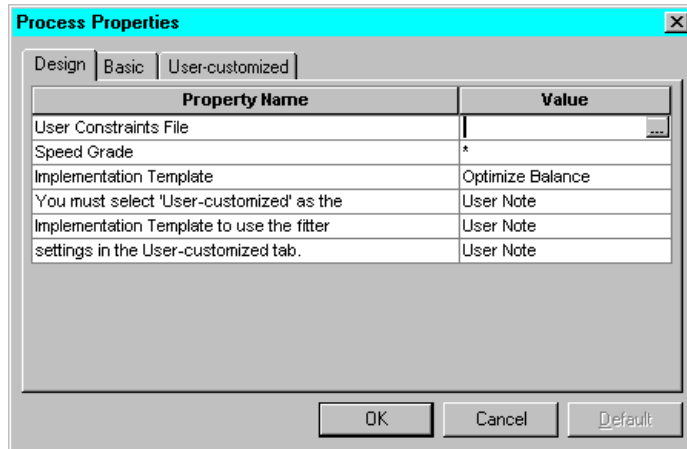 Process Properties
Design Basic User-customized
Property Name Value
User Constraints File ...
Speed Grade *
Implementation Template Optimize Balance
You must select 'User-customized' as the User Note
Implementation Template to use the fitter User Note
settings in the User-customized tab. User Note
OK Cancel Default